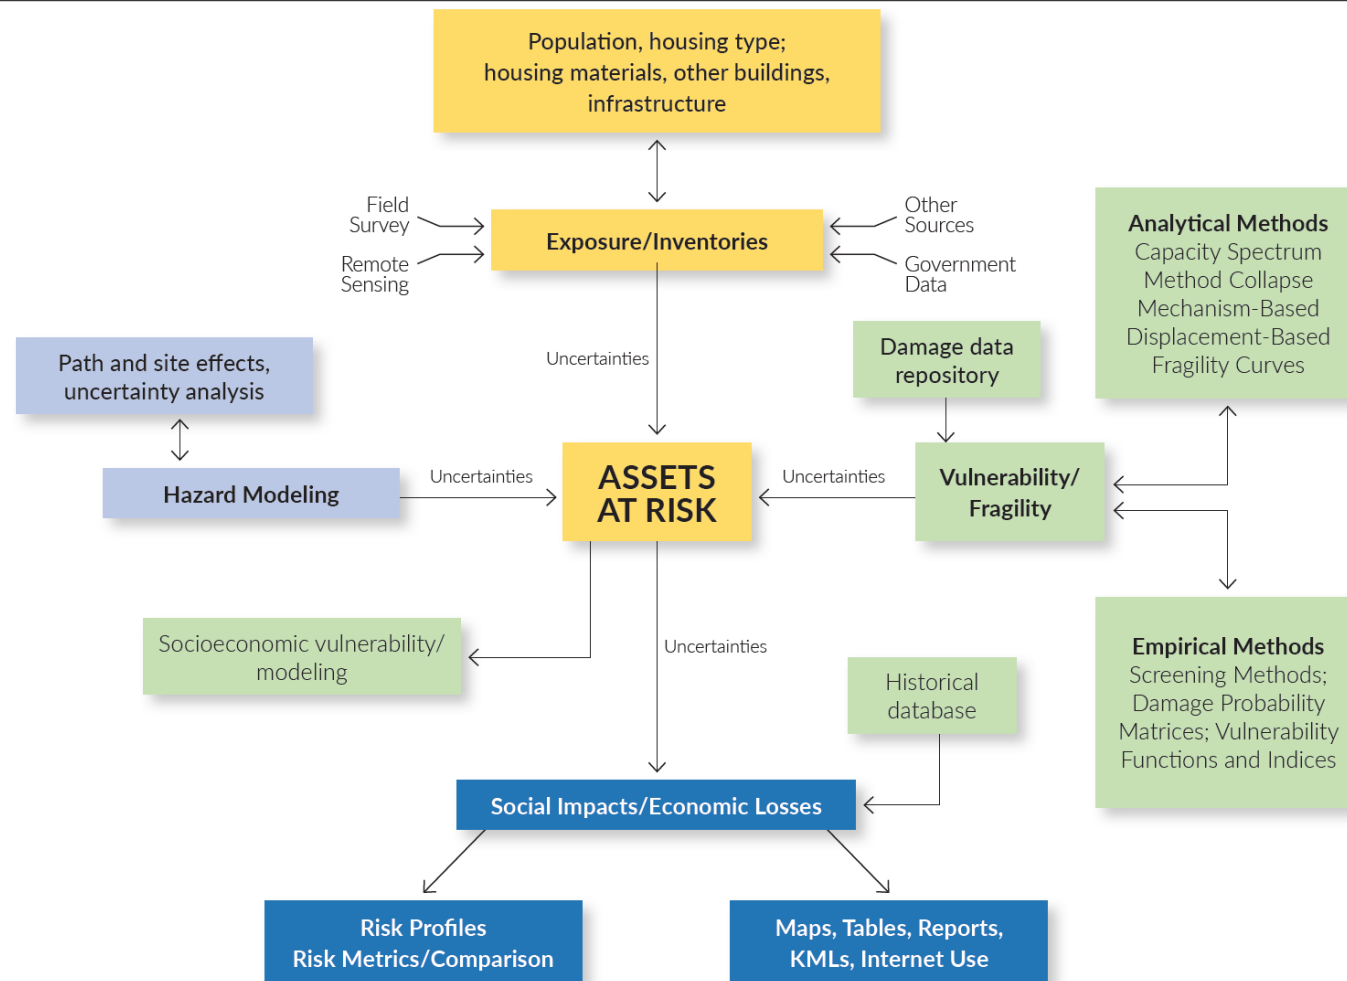 Population, housing type;
housing materials, other buildings,
infrastructure
Field
Survey
Remote
Sensing
Exposure/Inventories
Other
Sources
Government
Data
Analytical Methods
Capacity Spectrum
Method Collapse
Mechanism-Based
Displacement-Based
Fragility Curves
Uncertainties
Damage data
repository
Path and site effects,
uncertainty analysis
Hazard Modeling
Uncertainties
ASSETS
AT RISK
Uncertainties
Vulnerability/
Fragility
Socioeconomic vulnerability/
modeling
Uncertainties
Historical
database
Empirical Methods
Screening Methods;
Damage Probability
Matrices; Vulnerability
Functions and Indices
Social Impacts/Economic Losses
Risk Profiles
Risk Metrics/Comparison
Maps, Tables, Reports,
KMLs, Internet Use